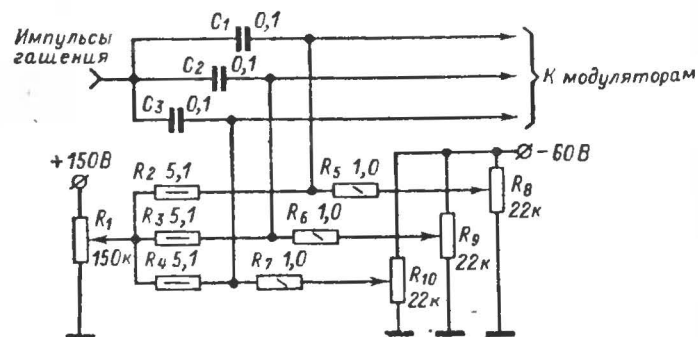 Импульсы
гашения
C1 0,1
C2 0,1
C3 0,1
К модуляторам
+150В
R1
150к
R2 5,1
R3 5,1
R4 5,1
R5 1,0
R6 1,0
R7 1,0
−60В
R8
22к
R9
22к
R10
22к